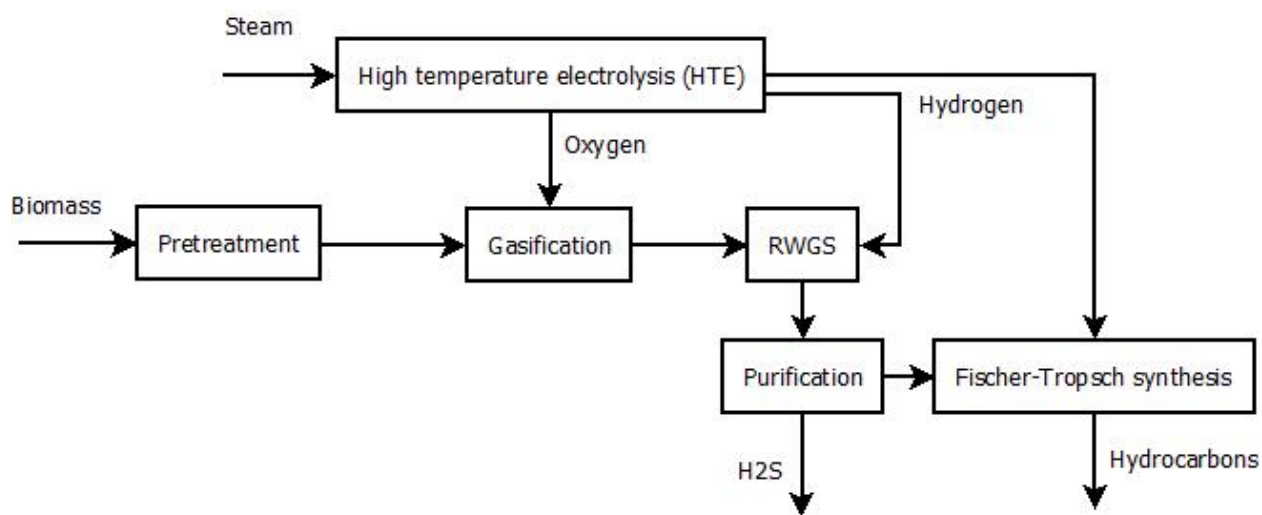 Steam
High temperature electrolysis (HTE)
Hydrogen
Oxygen
Biomass
Pretreatment
Gasification
RWGS
Purification
Fischer-Tropsch synthesis
H2S
Hydrocarbons